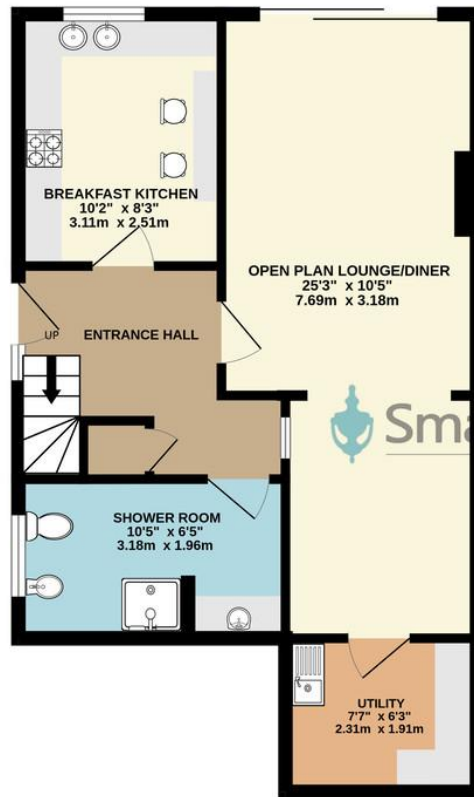 BREAKFAST KITCHEN
10'2" x 8'3"
3.11m x 2.51m
OPEN PLAN LOUNGE/DINER
25'3" x 10'5"
7.69m x 3.18m
UP
ENTRANCE HALL
Sma
SHOWER ROOM
10'5" x 6'5"
3.18m x 1.96m
UTILITY
7'7" x 6'3"
2.31m x 1.91m